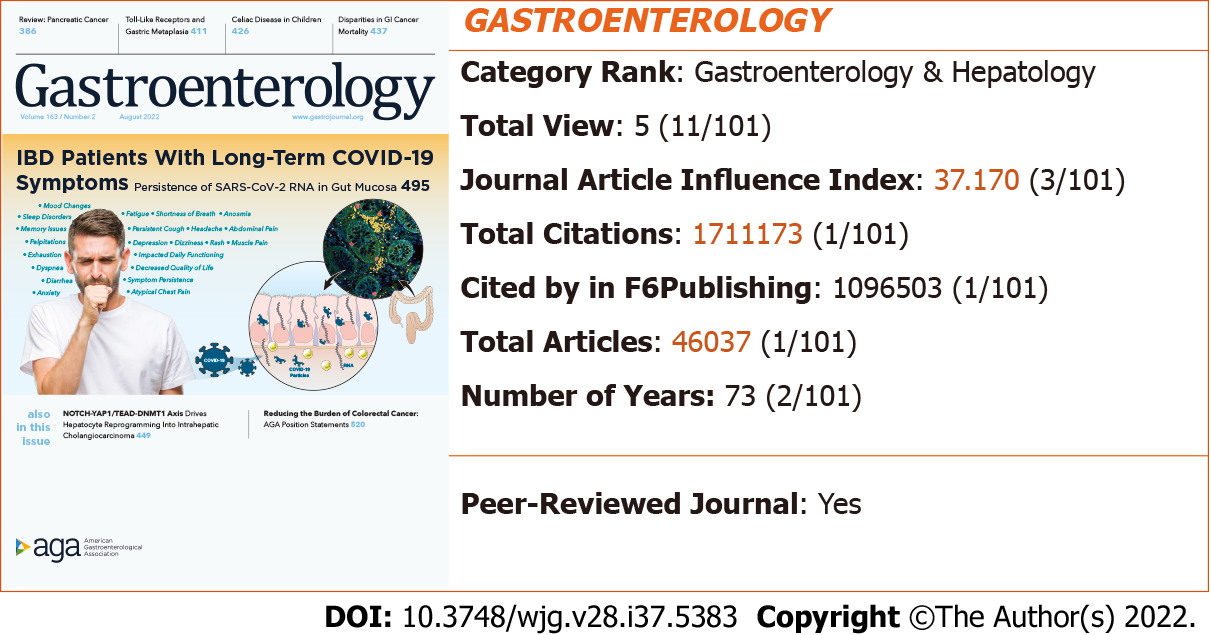 Review: Pancreatic Cancer
386
Toll-Like Receptors and
Gastric Metaplasia 411
Celiac Disease in Children
426
Disparities in GI Cancer
Mortality 437
Gastroenterology
Volume 163 / Number 2 August 2022 www.gastrojournal.org
IBD Patients With Long-Term COVID-19
Symptoms Persistence of SARS-CoV-2 RNA in Gut Mucosa 495
• Mood Changes
• Sleep Disorders
• Memory Issues
• Palpitations
• Exhaustion
• Dyspnea
• Diarrhea
• Anxiety
• Fatigue • Shortness of Breath • Anosmia
• Persistent Cough • Headache • Abdominal Pain
• Depression • Dizziness • Rash • Muscle Pain
• Impacted Daily Functioning
• Decreased Quality of Life
• Symptom Persistence
• Atypical Chest Pain
COVID-19
COVID-19
Particles
RNA
also
in this
issue
NOTCH-YAP1/TEAD-DNMT1 Axis Drives
Hepatocyte Reprogramming Into Intrahepatic
Cholangiocarcinoma 449
Reducing the Burden of Colorectal Cancer:
AGA Position Statements 520
aga
American
Gastroenterological
Association
GASTROENTEROLOGY
Category Rank: Gastroenterology & Hepatology
Total View: 5 (11/101)
Journal Article Influence Index: 37.170 (3/101)
Total Citations: 1711173 (1/101)
Cited by in F6Publishing: 1096503 (1/101)
Total Articles: 46037 (1/101)
Number of Years: 73 (2/101)
Peer-Reviewed Journal: Yes
DOI: 10.3748/wjg.v28.i37.5383 Copyright ©The Author(s) 2022.